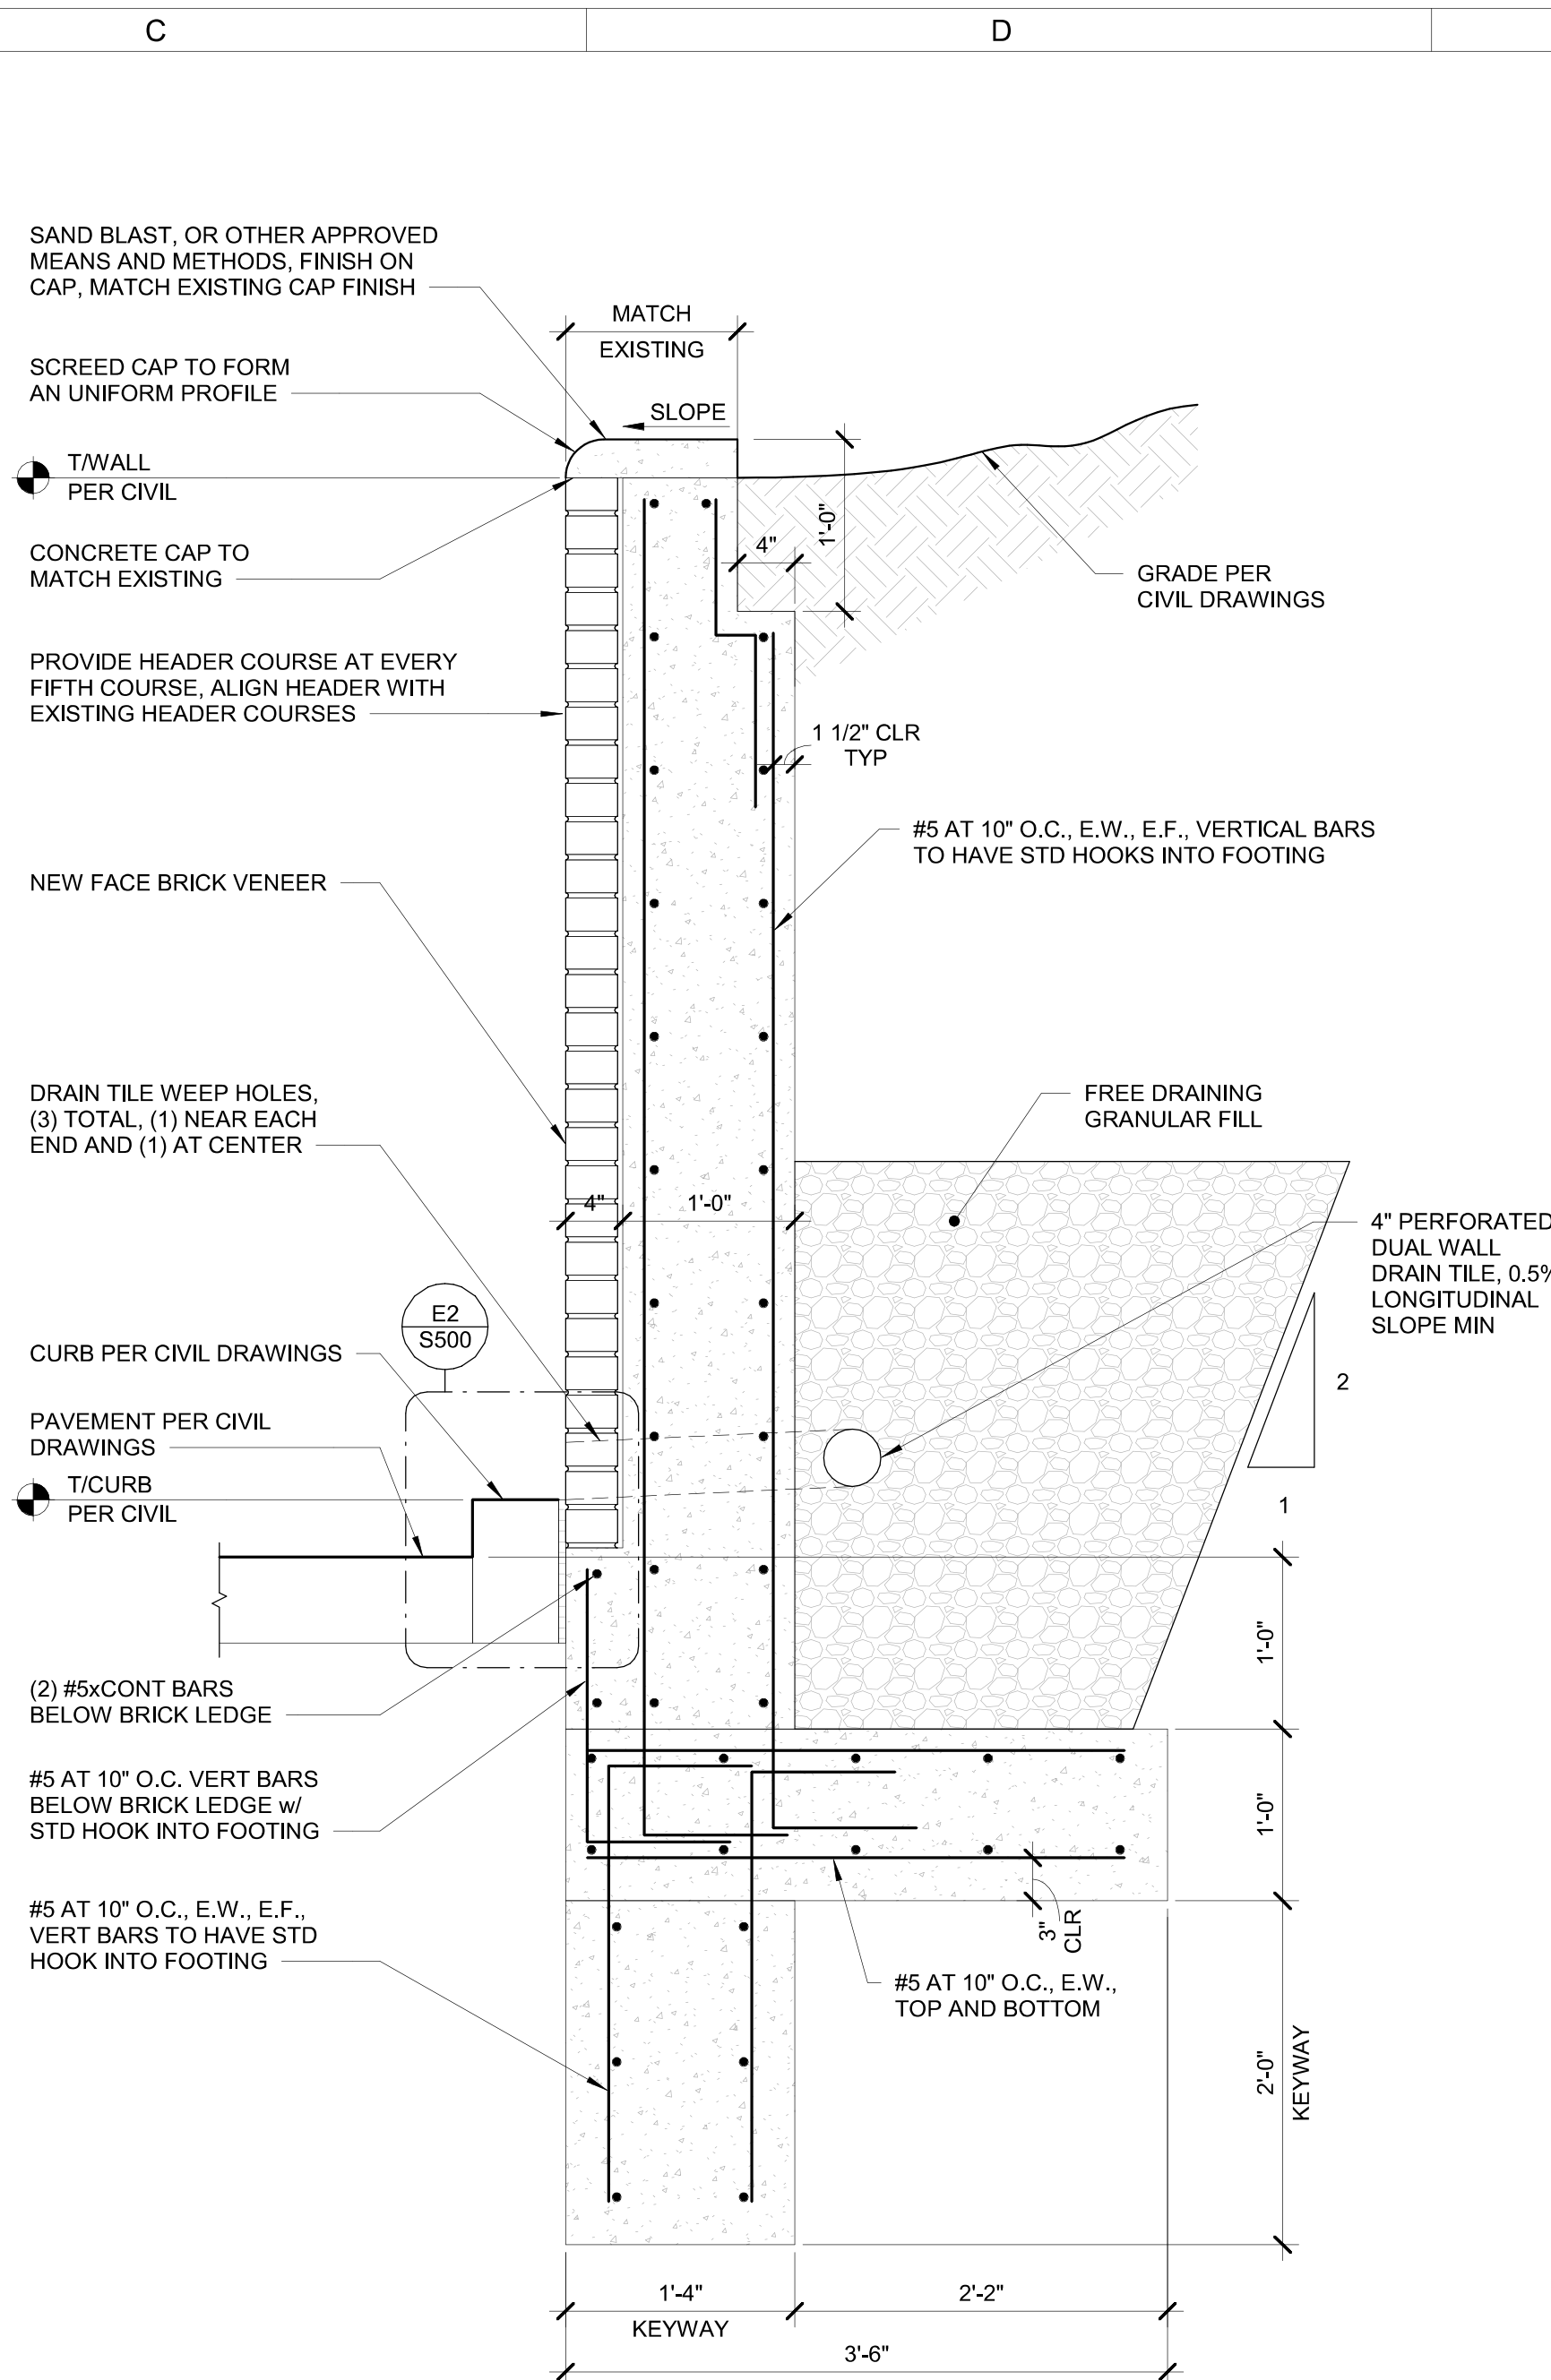 C
D
SAND BLAST, OR OTHER APPROVED
MEANS AND METHODS, FINISH ON
CAP, MATCH EXISTING CAP FINISH
MATCH
EXISTING
SCREED CAP TO FORM
AN UNIFORM PROFILE
SLOPE
T/WALL
PER CIVIL
1'-0"
4"
CONCRETE CAP TO
MATCH EXISTING
GRADE PER
CIVIL DRAWINGS
PROVIDE HEADER COURSE AT EVERY
FIFTH COURSE, ALIGN HEADER WITH
EXISTING HEADER COURSES
1 1/2" CLR
TYP
#5 AT 10" O.C., E.W., E.F., VERTICAL BARS
TO HAVE STD HOOKS INTO FOOTING
NEW FACE BRICK VENEER
DRAIN TILE WEEP HOLES,
(3) TOTAL, (1) NEAR EACH
END AND (1) AT CENTER
FREE DRAINING
GRANULAR FILL
4"
1'-0"
4" PERFORATED
DUAL WALL
DRAIN TILE, 0.5%
LONGITUDINAL
SLOPE MIN
E2
S500
CURB PER CIVIL DRAWINGS
2
PAVEMENT PER CIVIL
DRAWINGS
T/CURB
PER CIVIL
1
1'-0"
(2) #5xCONT BARS
BELOW BRICK LEDGE
#5 AT 10" O.C. VERT BARS
BELOW BRICK LEDGE w/
STD HOOK INTO FOOTING
1'-0"
#5 AT 10" O.C., E.W., E.F.,
VERT BARS TO HAVE STD
HOOK INTO FOOTING
3"
CLR
#5 AT 10" O.C., E.W.,
TOP AND BOTTOM
2'-0"
KEYWAY
1'-4"
KEYWAY
2'-2"
3'-6"